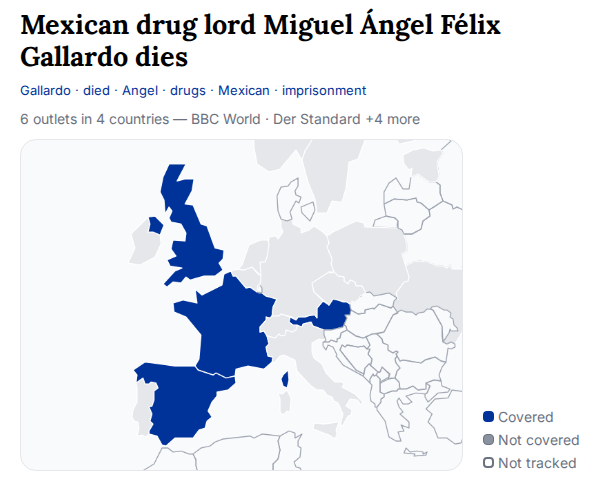 Mexican drug lord Miguel Ángel Félix
Gallardo dies
Gallardo · died · Angel · drugs · Mexican · imprisonment
6 outlets in 4 countries — BBC World · Der Standard +4 more
Covered
Not covered
Not tracked